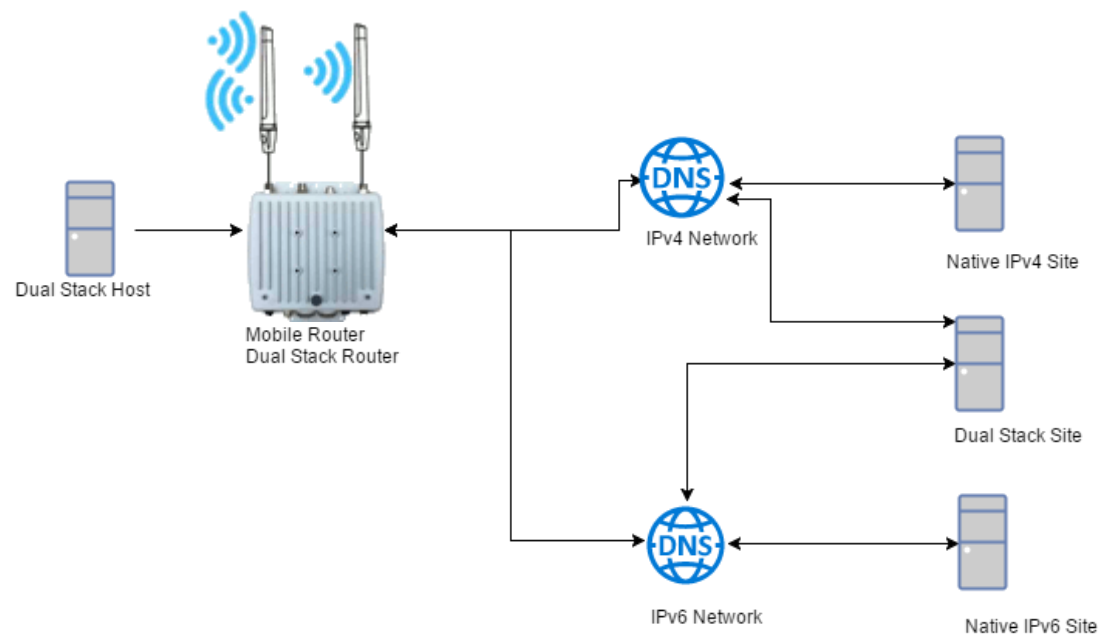 DNS
IPv4 Network
Native IPv4 Site
Dual Stack Host
Mobile Router
Dual Stack Router
Dual Stack Site
DNS
IPv6 Network
Native IPv6 Site